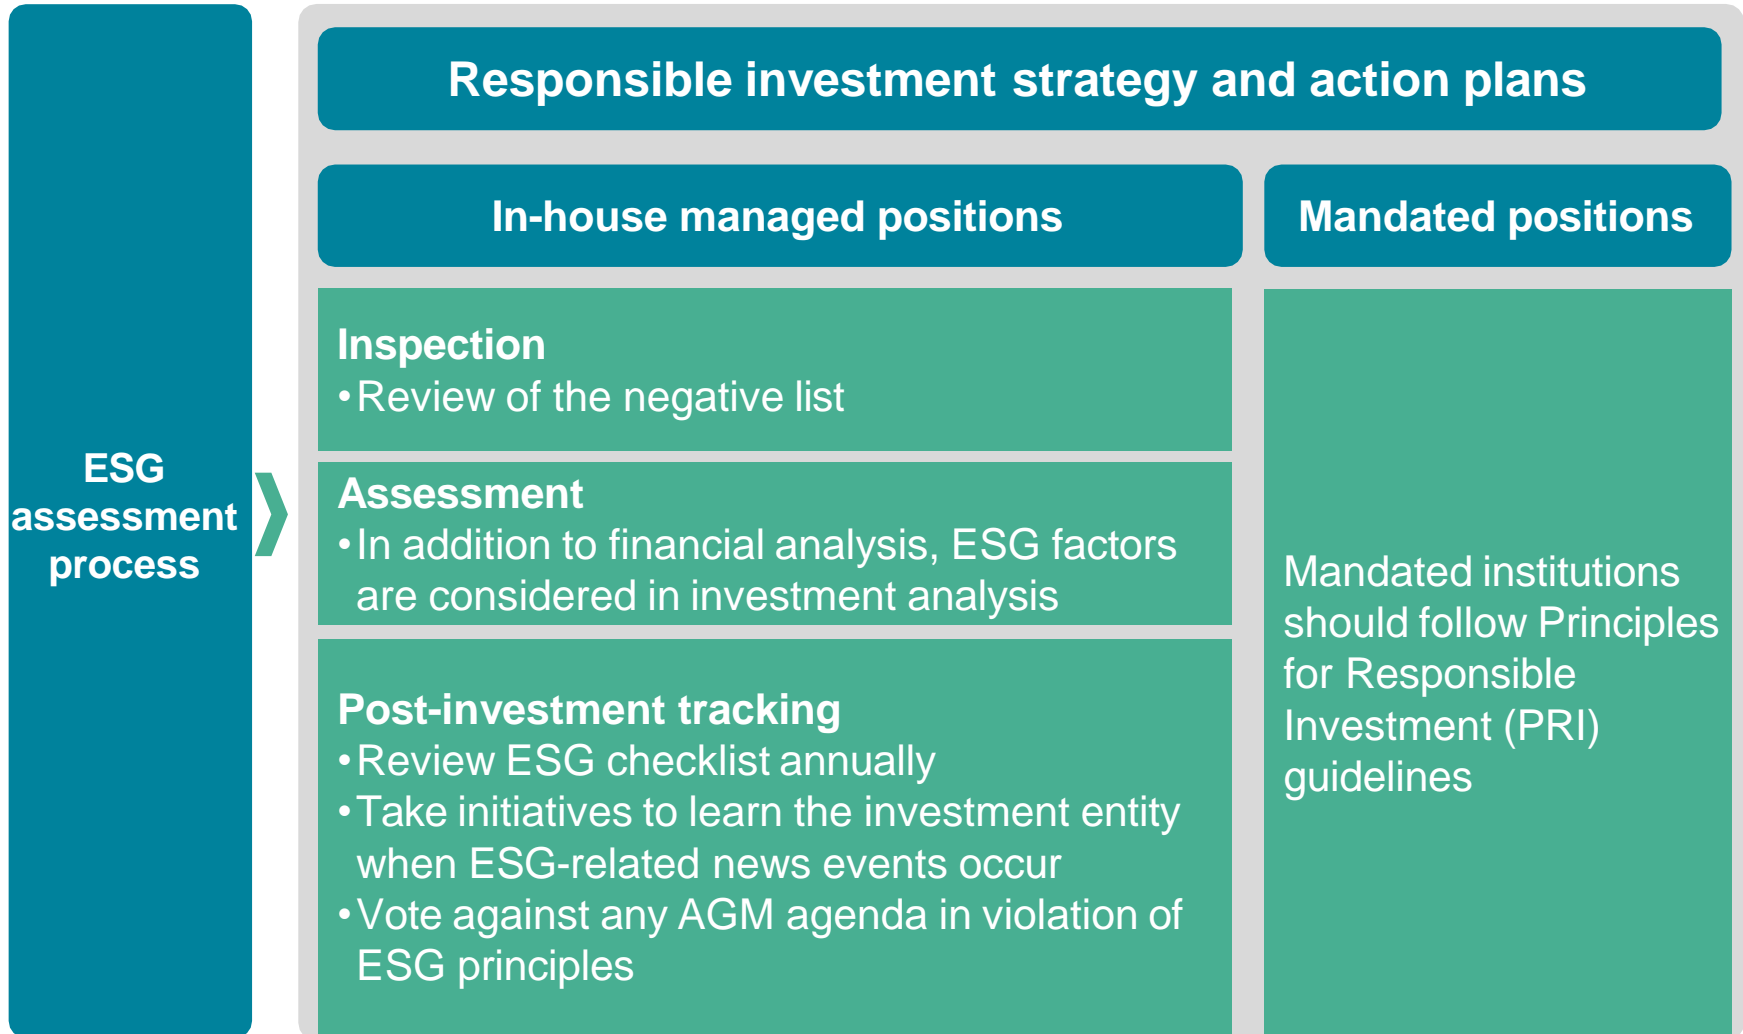 ESG
assessment
process
Responsible investment strategy and action plans
In-house managed positions
Mandated positions
Inspection
•Review of the negative list
Assessment
•In addition to financial analysis, ESG factors
are considered in investment analysis
Post-investment tracking
•Review ESG checklist annually
•Take initiatives to learn the investment entity
when ESG-related news events occur
•Vote against any AGM agenda in violation of
ESG principles
Mandated institutions
should follow Principles
for Responsible
Investment (PRI)
guidelines